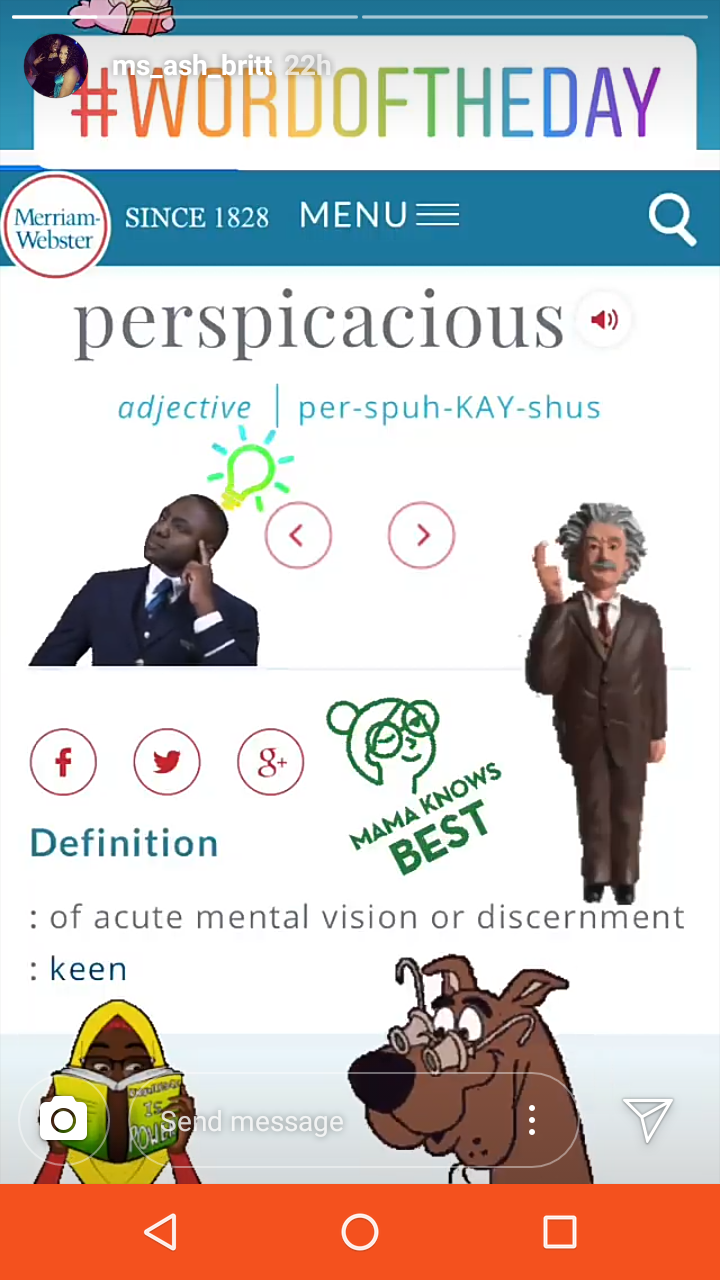 ms_ash_britt 22h
#WORDOFTHEDAY
Merriam-
Webster
SINCE 1828 MENU
perspicacious
adjective | per-spuh-KAY-shus
f
g+
MAMA KNOWS
BEST
Definition
: of acute mental vision or discernment
: keen
IS
POWER
Send message